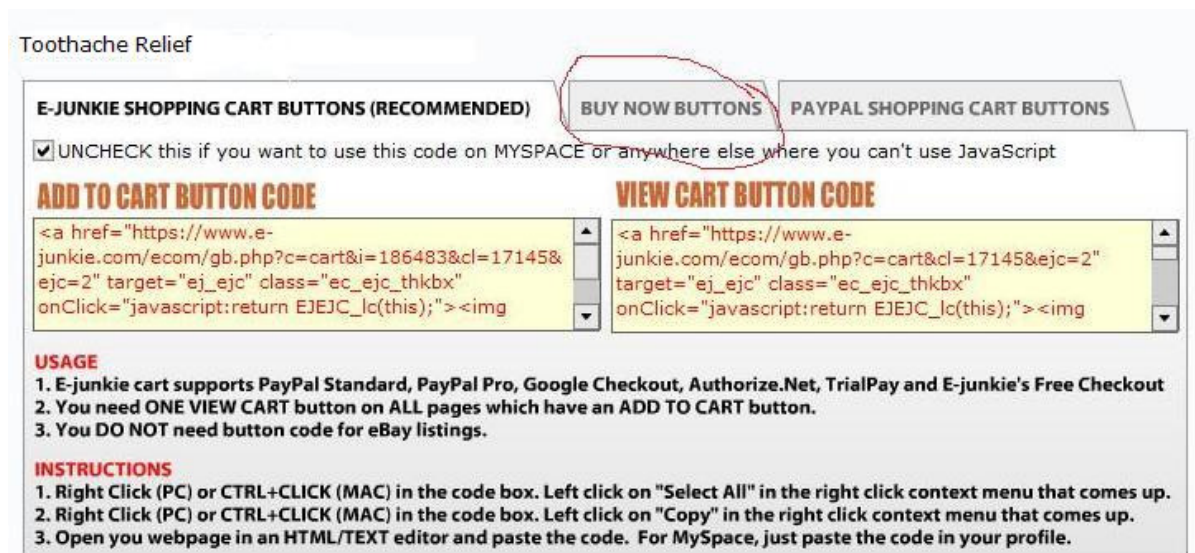 Toothache Relief
E-JUNKIE SHOPPING CART BUTTONS (RECOMMENDED) BUY NOW BUTTONS PAYPAL SHOPPING CART BUTTONS
UNCHECK this if you want to use this code on MYSPACE or anywhere else where you can't use JavaScript
ADD TO CART BUTTON CODE
<a href="https://www.e-
junkie.com/ecom/gb.php?c=cart&i=186483&cl=17145&
ejc=2" target="ej_ejc" class="ec_ejc_thkbx"
onClick="javascript:return EJEJC_lc(this);"><img
VIEW CART BUTTON CODE
<a href="https://www.e-
junkie.com/ecom/gb.php?c=cart&cl=17145&ejc=2"
target="ej_ejc" class="ec_ejc_thkbx"
onClick="javascript:return EJEJC_lc(this);"><img
USAGE
1. E-junkie cart supports PayPal Standard, PayPal Pro, Google Checkout, Authorize.Net, TrialPay and E-junkie's Free Checkout
2. You need ONE VIEW CART button on ALL pages which have an ADD TO CART button.
3. You DO NOT need button code for eBay listings.
INSTRUCTIONS
1. Right Click (PC) or CTRL+CLICK (MAC) in the code box. Left click on "Select All" in the right click context menu that comes up.
2. Right Click (PC) or CTRL+CLICK (MAC) in the code box. Left click on "Copy" in the right click context menu that comes up.
3. Open you webpage in an HTML/TEXT editor and paste the code. For MySpace, just paste the code in your profile.